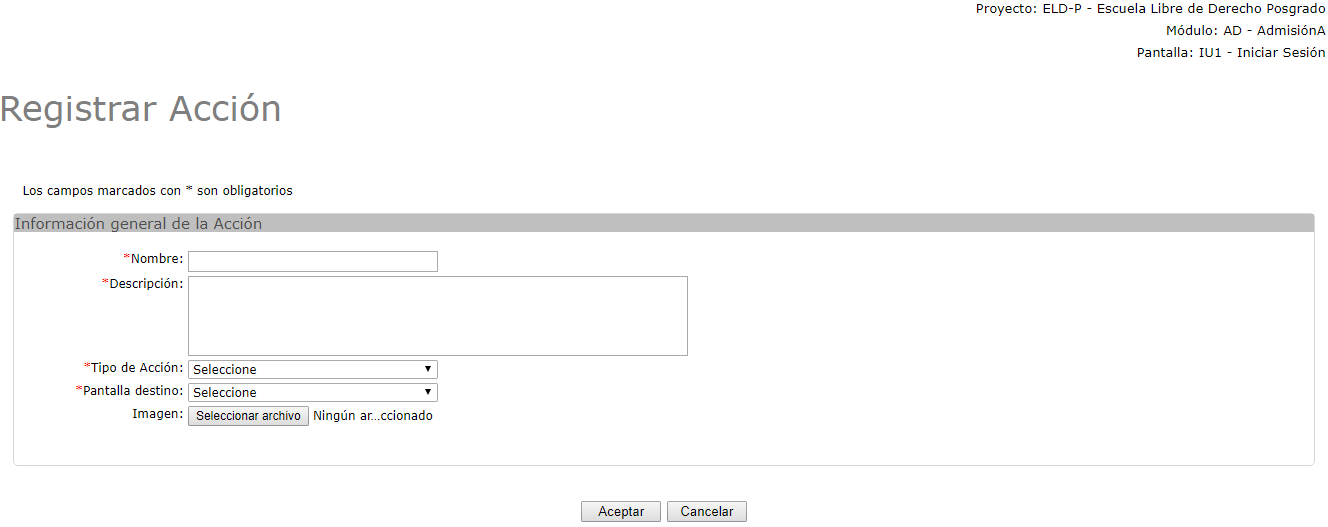 Proyecto: ELD-P - Escuela Libre de Derecho Posgrado
Módulo: AD - AdmisiónA
Pantalla: IU1 - Iniciar Sesión
Registrar Acción
Los campos marcados con * son obligatorios
Información general de la Acción
*Nombre:
*Descripción:
*Tipo de Acción: Seleccione
*Pantalla destino: Seleccione
Imagen: Seleccionar archivo Ningún ar...ccionado
Aceptar Cancelar